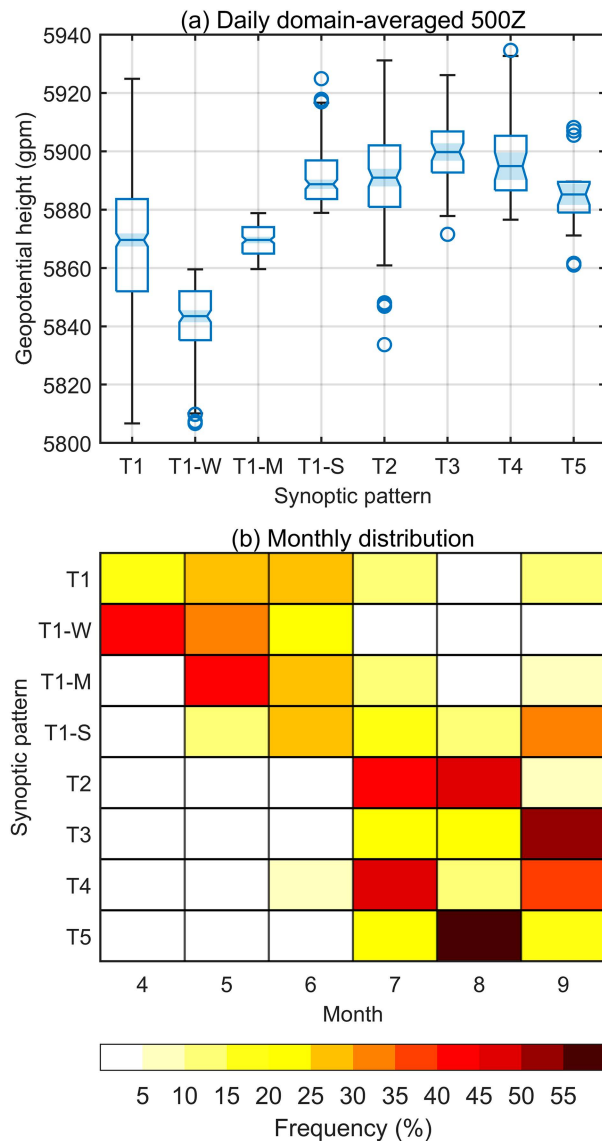 (a) Daily domain-averaged 500Z
Geopotential height (gpm)
5940
5920
5900
5880
5860
5840
5820
5800
T1 T1-W T1-M T1-S T2 T3 T4 T5
Synoptic pattern
(b) Monthly distribution
Synoptic pattern
T1
T1-W
T1-M
T1-S
T2
T3
T4
T5
4 5 6 7 8 9
Month
5 10 15 20 25 30 35 40 45 50 55
Frequency (%)